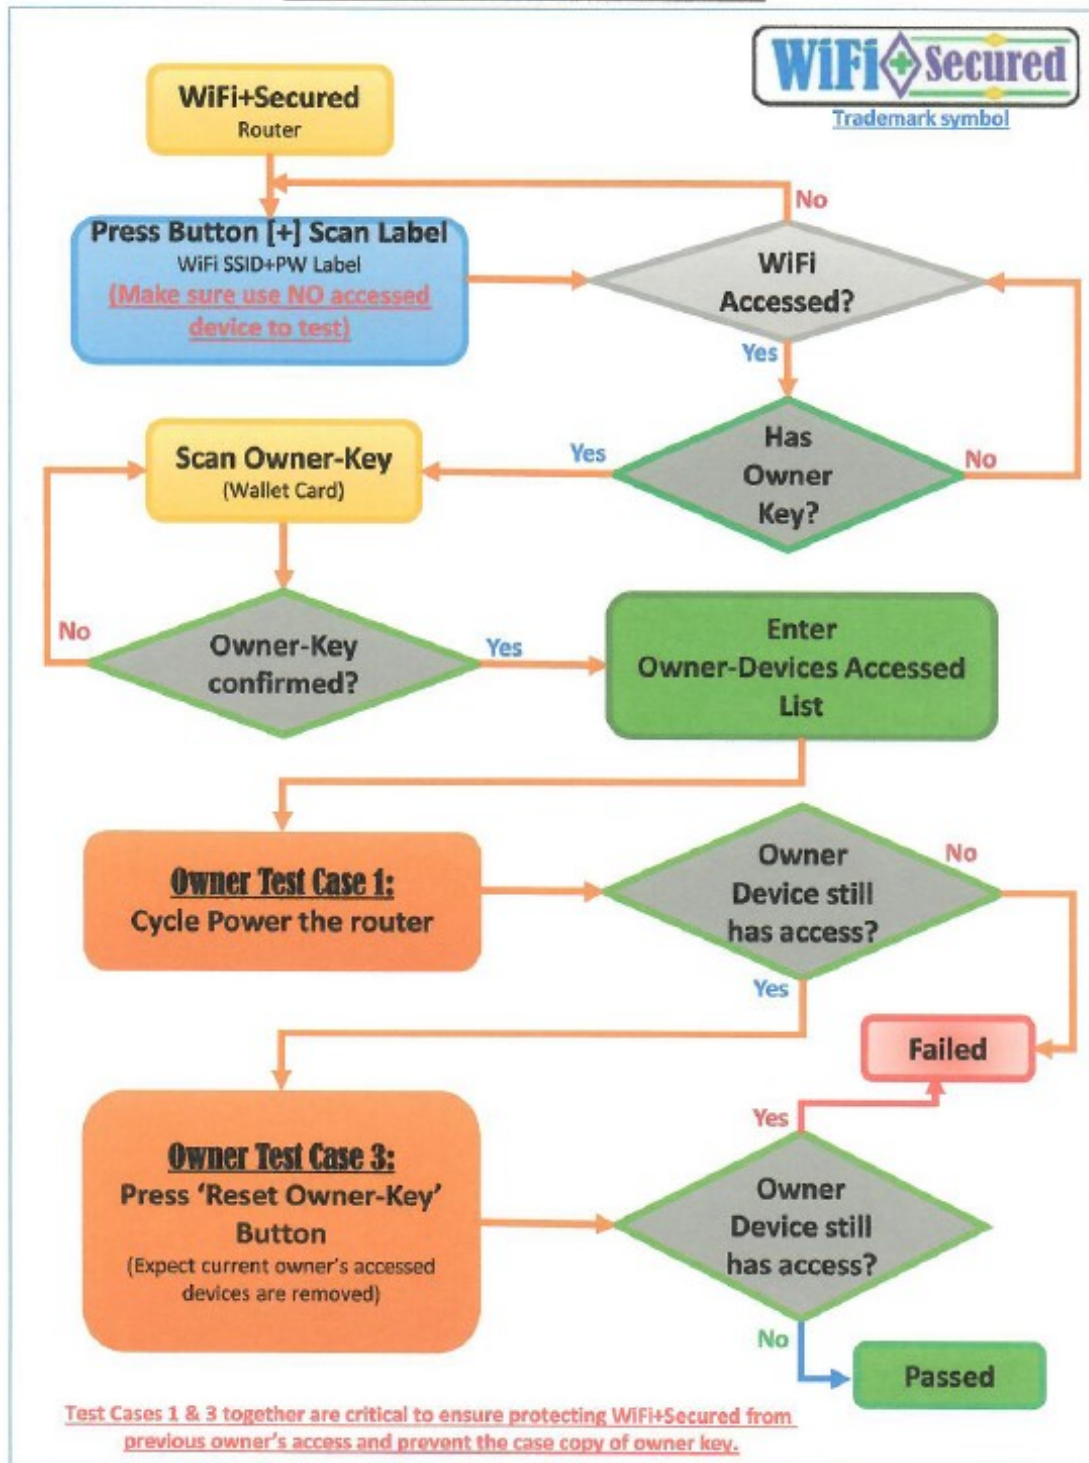 WiFi+Secured
Trademark symbol
WiFi+Secured
Router
No
Press Button [+] Scan Label
WiFi SSID+PW Label
(Make sure use NO accessed
device to test)
WiFi
Accessed?
Yes
Has
Owner
Key?
Yes
No
Scan Owner-Key
(Wallet Card)
No
Owner-Key
confirmed?
Yes
Enter
Owner-Devices Accessed
List
Owner Test Case 1:
Cycle Power the router
Owner
Device still
has access?
No
Yes
Failed
Yes
Owner Test Case 3:
Press ‘Reset Owner-Key’
Button
(Expect current owner’s accessed
devices are removed)
Owner
Device still
has access?
No
Passed
Test Cases 1 & 3 together are critical to ensure protecting WiFi+Secured from
previous owner’s access and prevent the case copy of owner key.